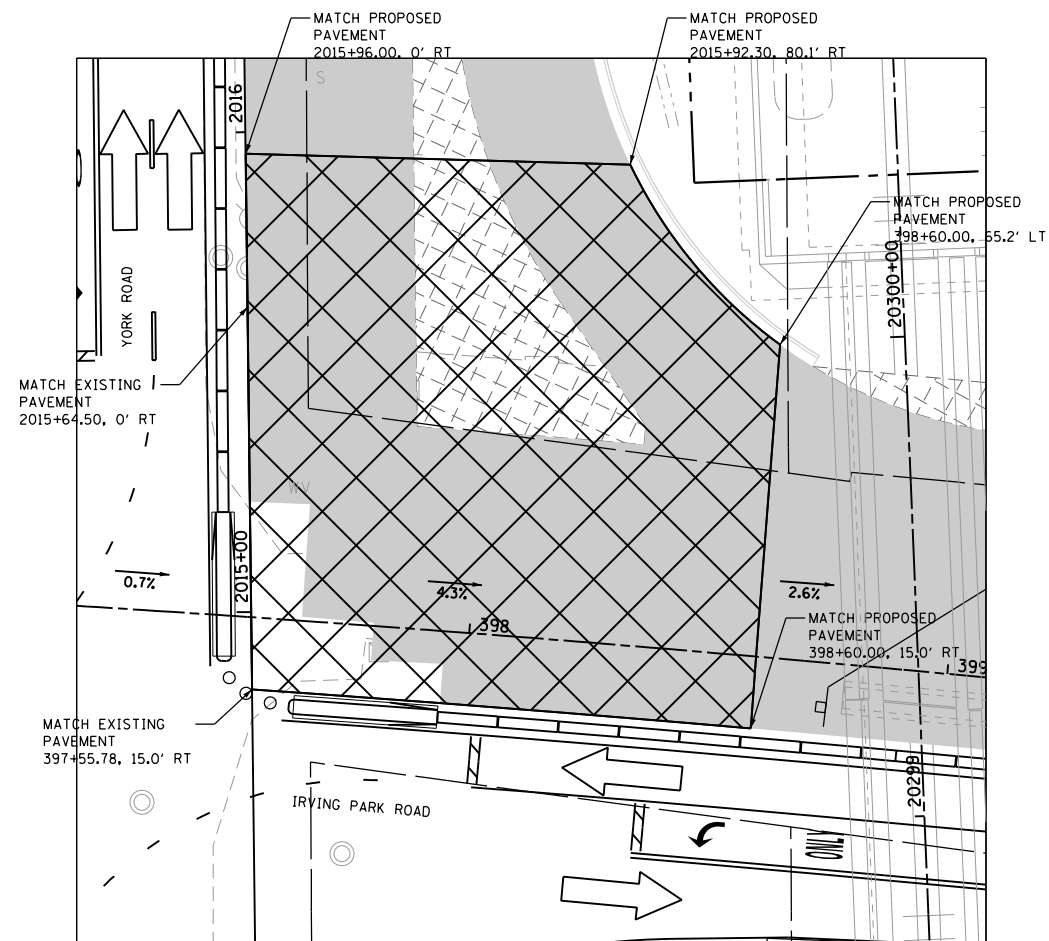 MATCH PROPOSED
PAVEMENT
2015+96.00, 0' RT
MATCH PROPOSED
PAVEMENT
2015+92.30, 80.1' RT
S
2016
MATCH PROPOSED
PAVEMENT
398+60.00, 65.2' LT
20300+00
YORK ROAD
MATCH EXISTING
PAVEMENT
2015+64.50, 0' RT
WV
2015+00
0.7%
4.3%
2.6%
398
MATCH PROPOSED
PAVEMENT
398+60.00, 15.0' RT
399
MATCH EXISTING
PAVEMENT
397+55.78, 15.0' RT
20299
IRVING PARK ROAD